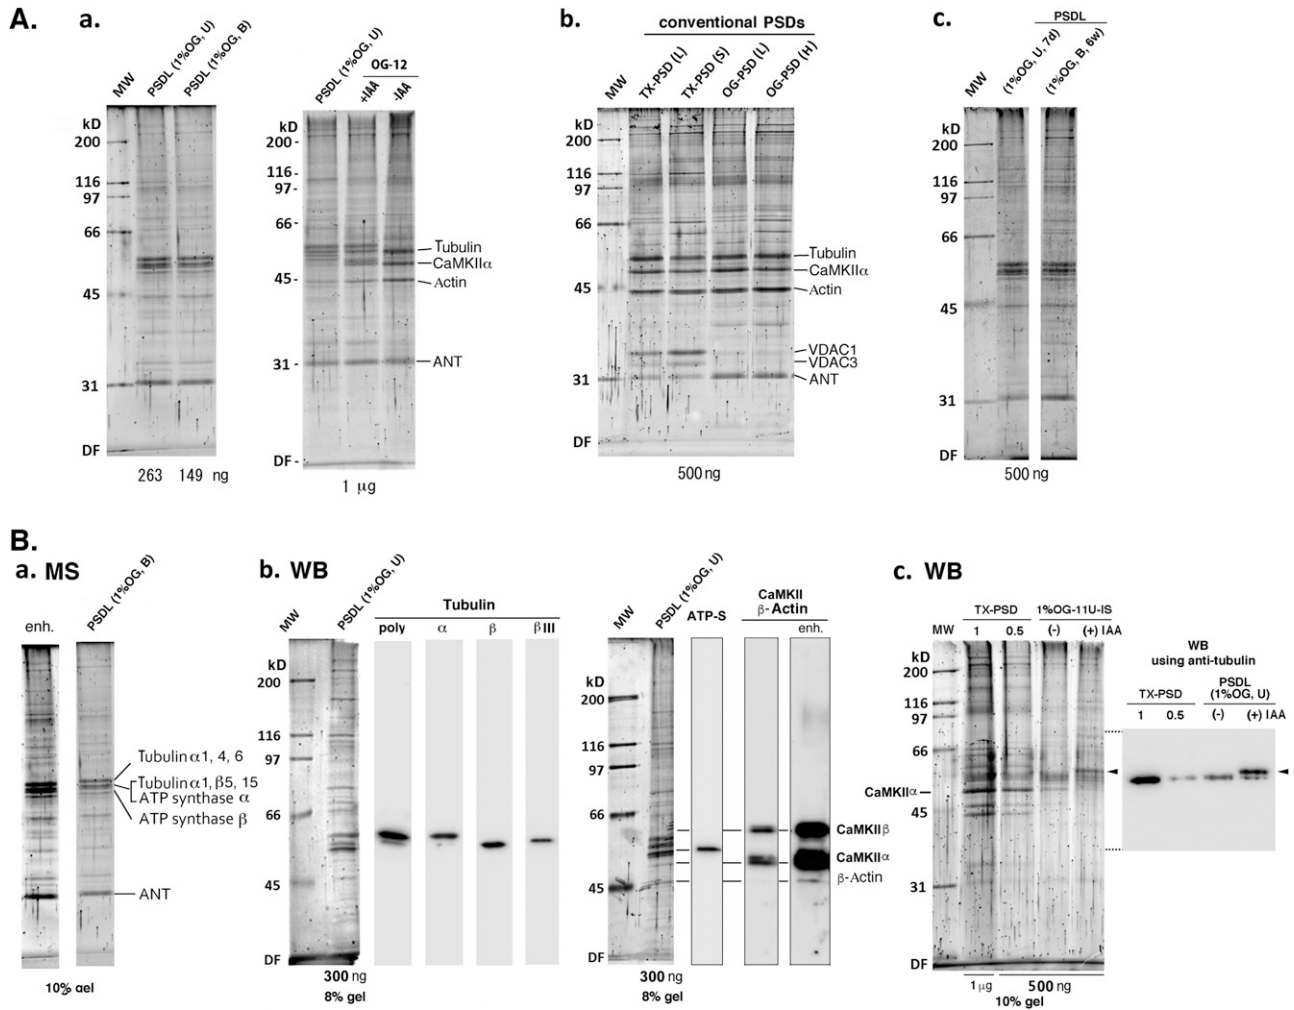 A.
a.
MW
PSDL (1%OG, U)
PSDL (1%OG, B)
kD
200
116
97
66
45
31
DF
263 149 ng
PSDL (1%OG, U)
OG-12
+IAA
-IAA
kD
200-
116-
97-
66-
45-
31-
DF-
Tubulin
CaMKIIα
Actin
ANT
1 μg
b.
conventional PSDs
MW
TX-PSD (L)
TX-PSD (S)
OG-PSD (L)
OG-PSD (H)
kD
200
116
97
66
45
31
DF
Tubulin
CaMKIIα
Actin
VDAC1
VDAC3
ANT
500 ng
c.
PSDL
MW
(1%OG, U, 7d)
(1%OG, B, 6w)
kD
200
116
97
66
45
31
DF
500 ng
B.
a. MS
enh.
PSDL (1%OG, B)
Tubulin α1, 4, 6
Tubulin α1, β5, 15
ATP synthase α
ATP synthase β
ANT
10% gel
b. WB
MW
PSDL (1%OG, U)
Tubulin
poly α β βIII
kD
200
116
97
66
45
DF
300 ng
8% gel
MW
PSDL (1%OG, U)
ATP-S
CaMKII
β-Actin
enh.
kD
200
116
97
66
45
DF
CaMKIIβ
CaMKIIα
β-Actin
300 ng
8% gel
c. WB
TX-PSD 1%OG-11U-IS
MW 1 0.5 (-) (+) IAA
kD
200
116
97
66
CaMKIIα
45
31
DF
1 μg 500 ng
10% gel
WB
using anti-tubulin
TX-PSD
PSDL
(1%OG, U)
1 0.5 (-) (+) IAA